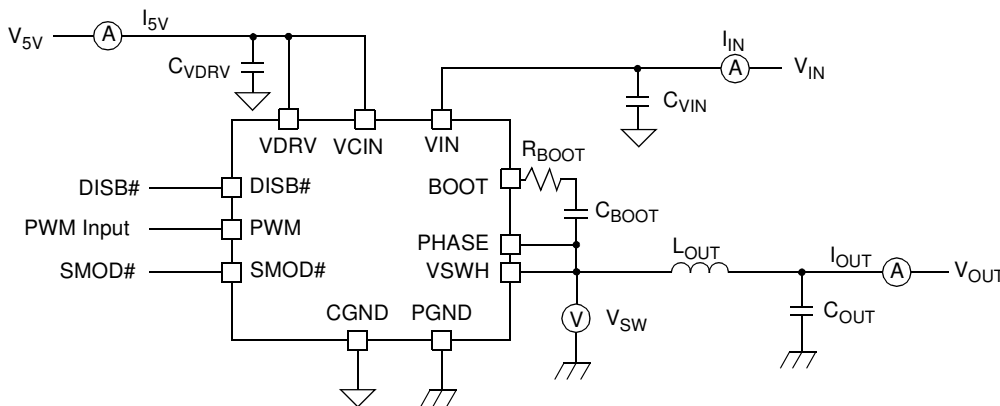 V5V
A
I5V
IIN
A
VIN
CVDRV
CVIN
VDRV
VCIN
VIN
RBOOT
BOOT
CBOOT
DISB#
DISB#
PWM Input
PWM
PHASE
SMOD#
SMOD#
VSWH
LOUT
IOUT
A
VOUT
CGND
PGND
V
VSW
COUT